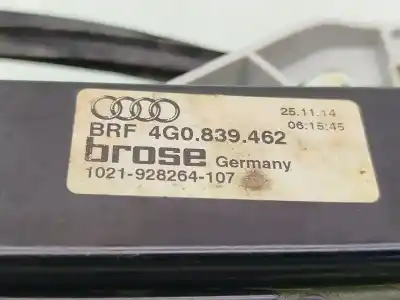 25.11.14
BRF 4G0.839.462 06:15:45
brose Germany
1021-928264-107